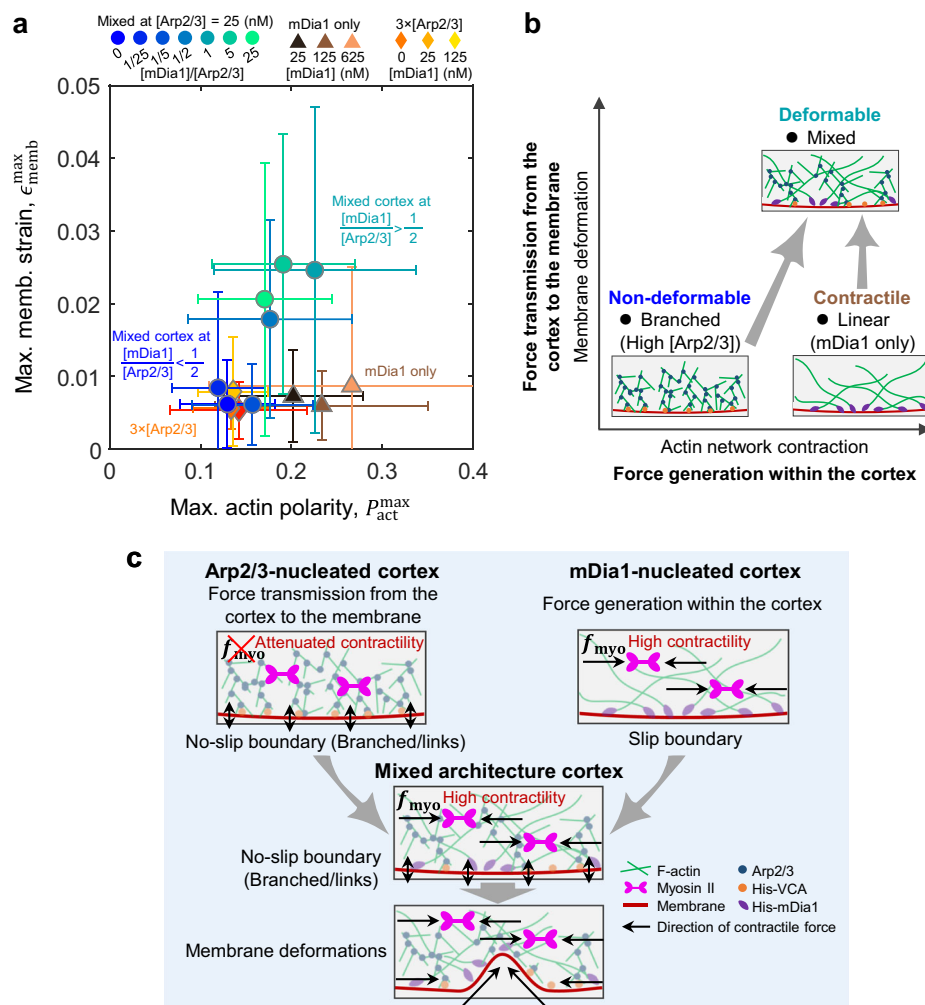 a
Mixed at [Arp2/3] = 25 (nM)
0 1/25 1/5 1/2 1 5 25
[mDia1]/[Arp2/3]
mDia1 only
25 125 625
[mDia1] (nM)
3×[Arp2/3]
0 25 125
[mDia1] (nM)
Max. memb. strain, ϵ_memb^max
0.05
0.04
0.03
0.02
0.01
0
Mixed cortex at
[mDia1]/[Arp2/3] > 1/2
Mixed cortex at
[mDia1]/[Arp2/3] < 1/2
mDia1 only
3×[Arp2/3]
0 0.1 0.2 0.3 0.4
Max. actin polarity, P_act^max
b
Force transmission from the
cortex to the membrane
Membrane deformation
Deformable
● Mixed
Non-deformable
● Branched
(High [Arp2/3])
Contractile
● Linear
(mDia1 only)
Actin network contraction
Force generation within the cortex
c
Arp2/3-nucleated cortex
Force transmission from the
cortex to the membrane
f_myo Attenuated contractility
No-slip boundary (Branched/links)
mDia1-nucleated cortex
Force generation within the cortex
f_myo High contractility
Slip boundary
Mixed architecture cortex
f_myo High contractility
No-slip boundary
(Branched/links)
Membrane deformations
F-actin
Myosin II
Membrane
Arp2/3
His-VCA
His-mDia1
Direction of contractile force